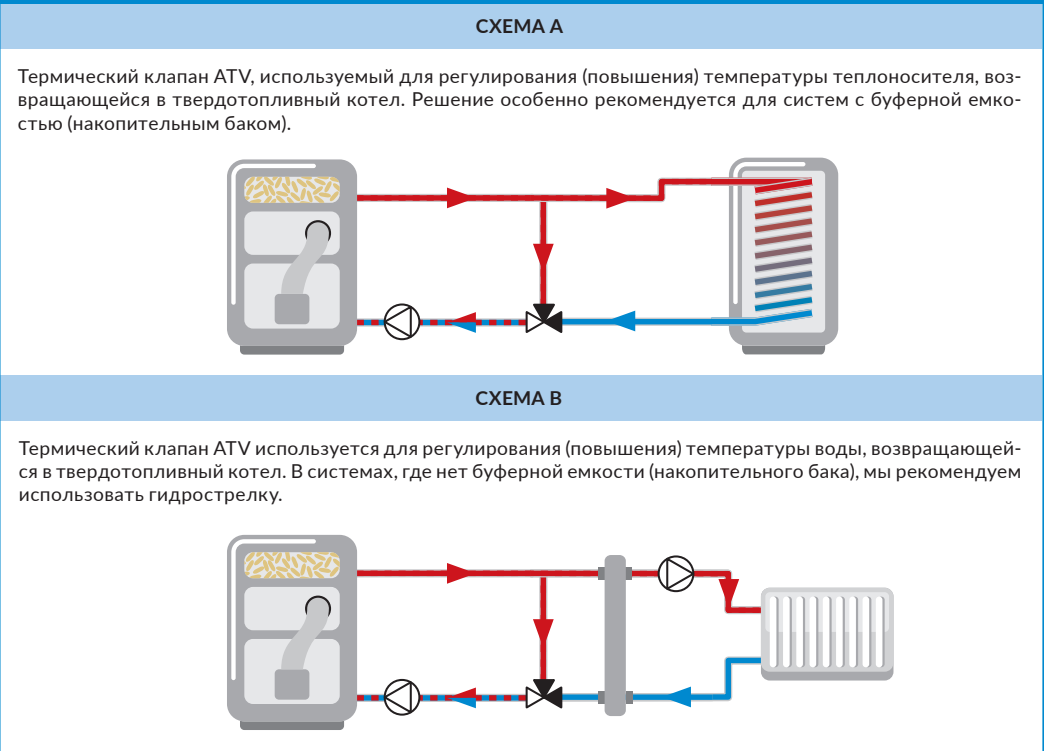 СХЕМА A
Термический клапан ATV, используемый для регулирования (повышения) температуры теплоносителя, воз-
вращающейся в твердотопливный котел. Решение особенно рекомендуется для систем с буферной емко-
стью (накопительным баком).
СХЕМА B
Термический клапан ATV используется для регулирования (повышения) температуры воды, возвращающей-
ся в твердотопливный котел. В системах, где нет буферной емкости (накопительного бака), мы рекомендуем
использовать гидрострелку.